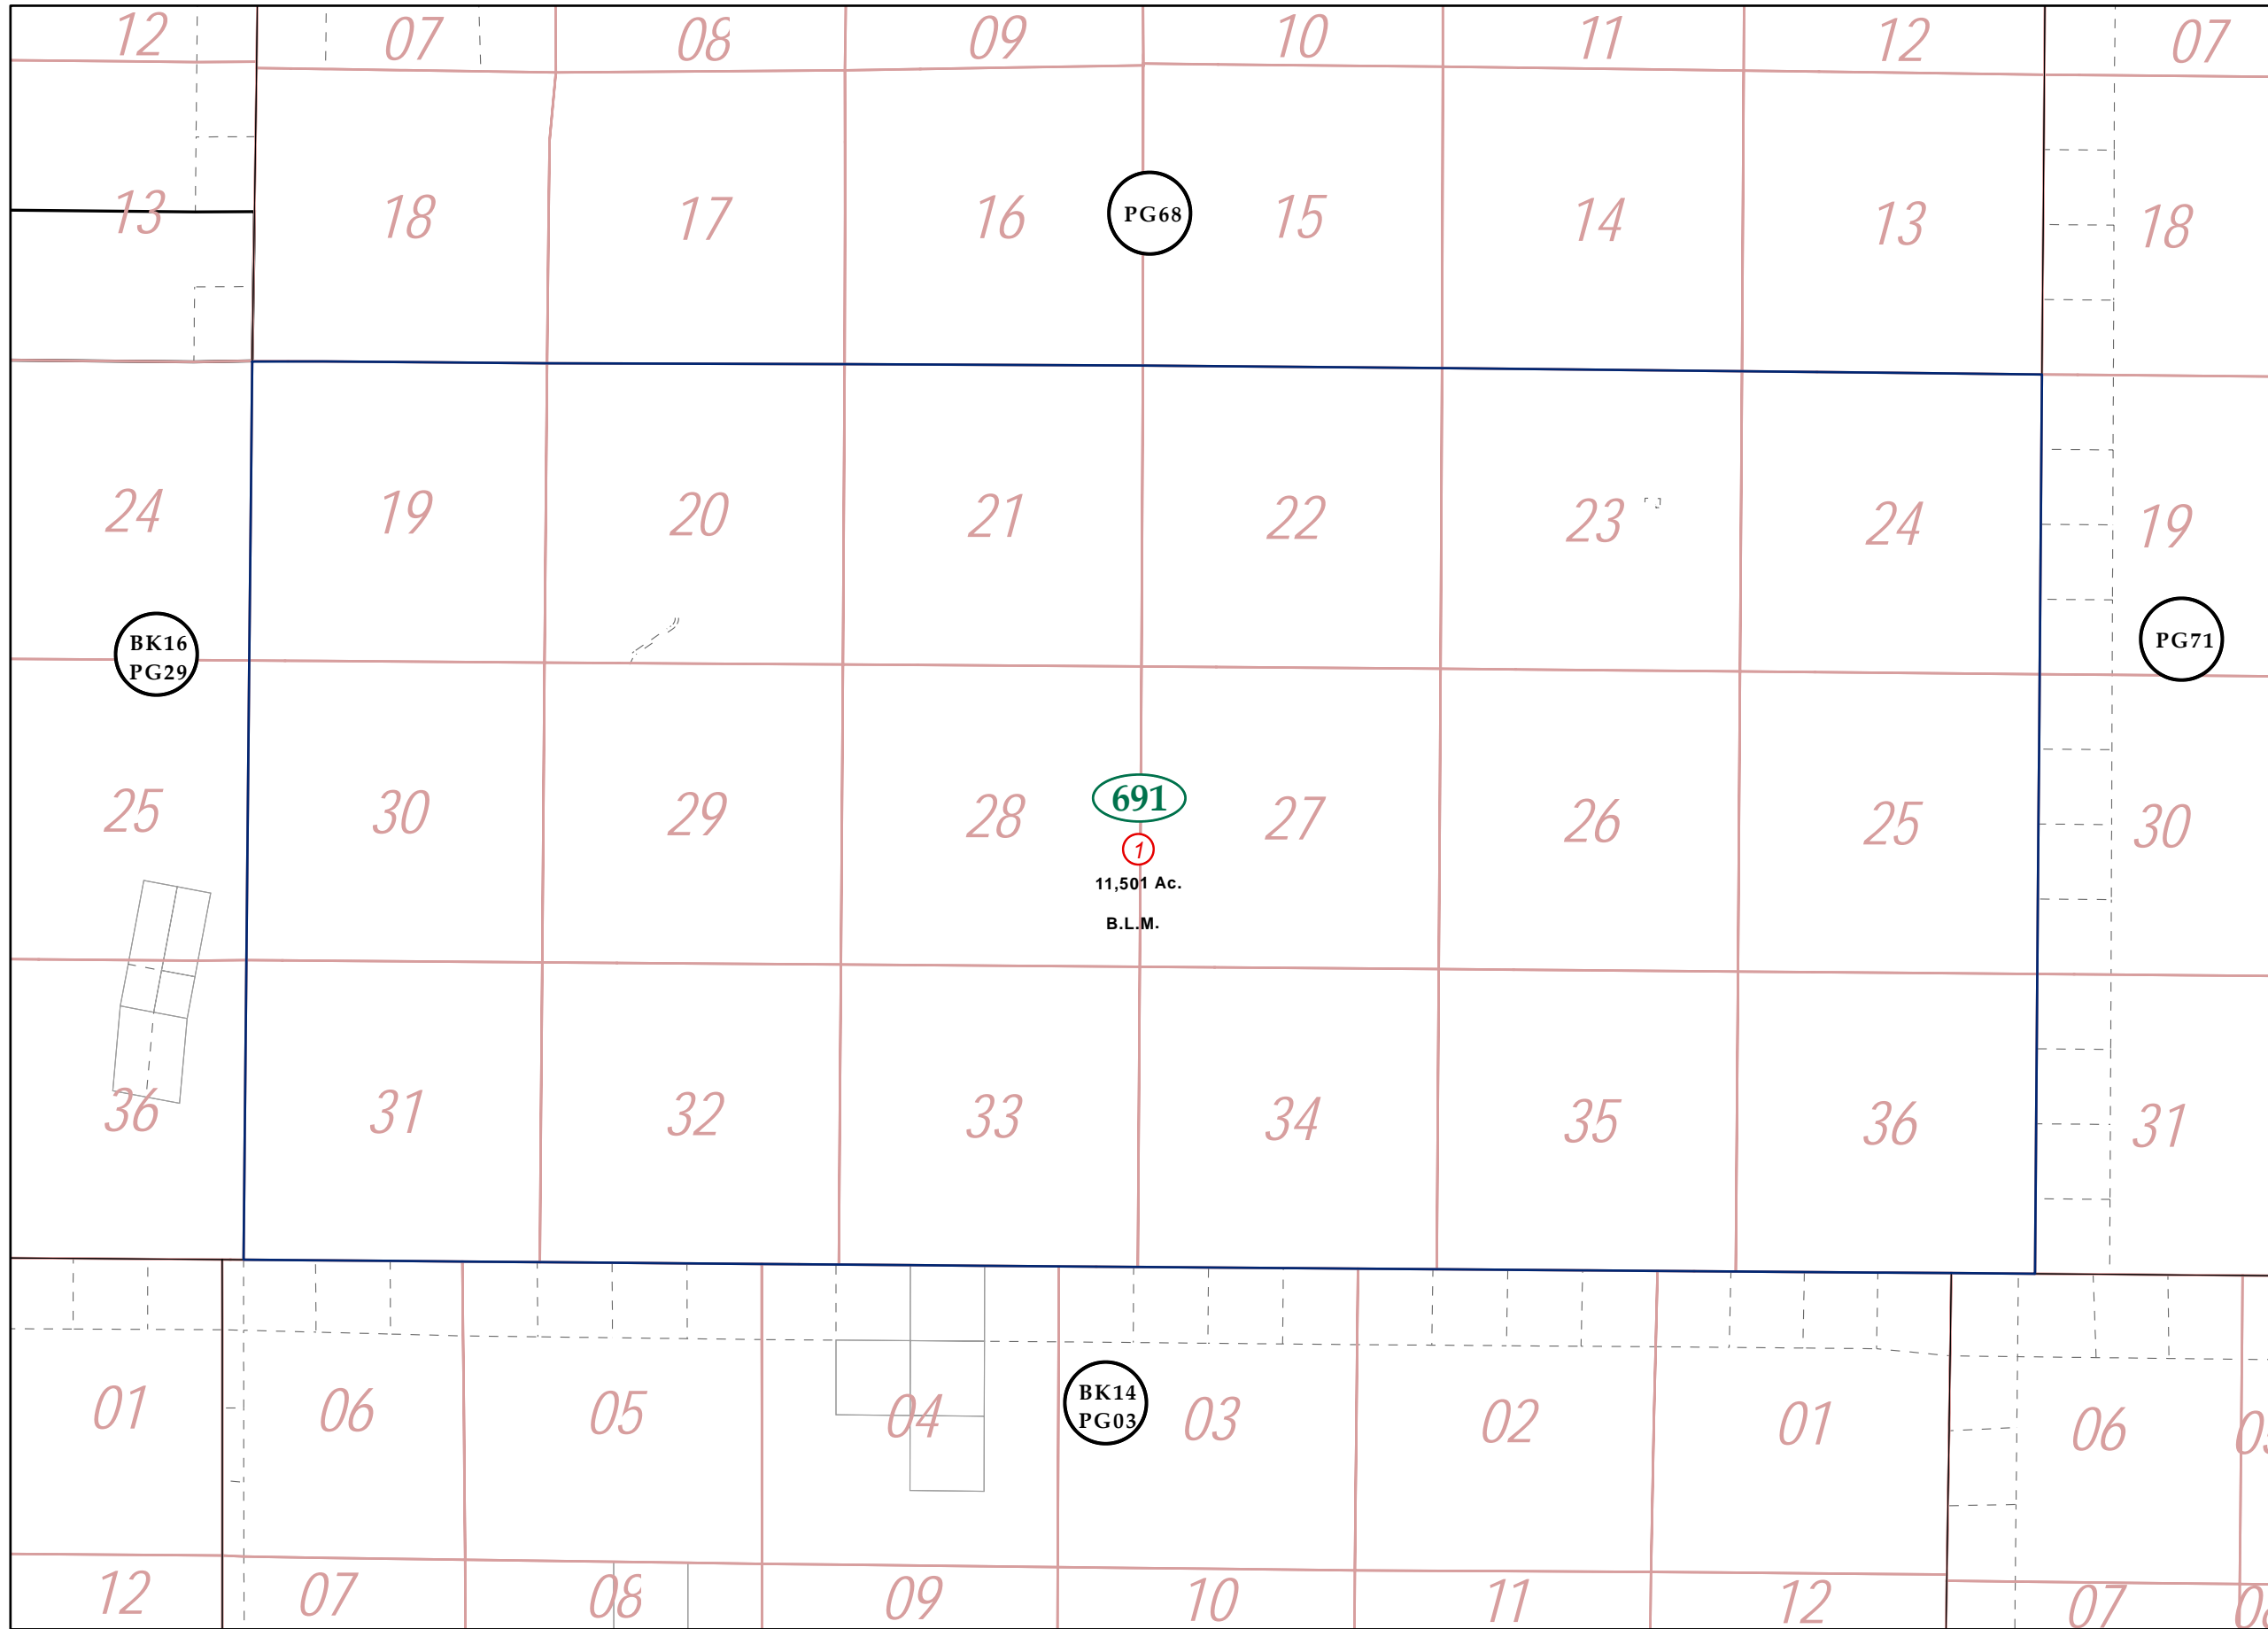 12 07 08 09 10 11 12 07
13 18 17 16 PG68 15 14 13 18
24 19 20 21 22 23 24 19
BK16
PG29
PG71
25 30 29 28 27 26 25 30
691
1
11,501 Ac.
B.L.M.
36 31 32 33 34 35 36 31
01 06 05 04 03 02 01 06
BK14
PG03
12 07 08 09 10 11 12 07